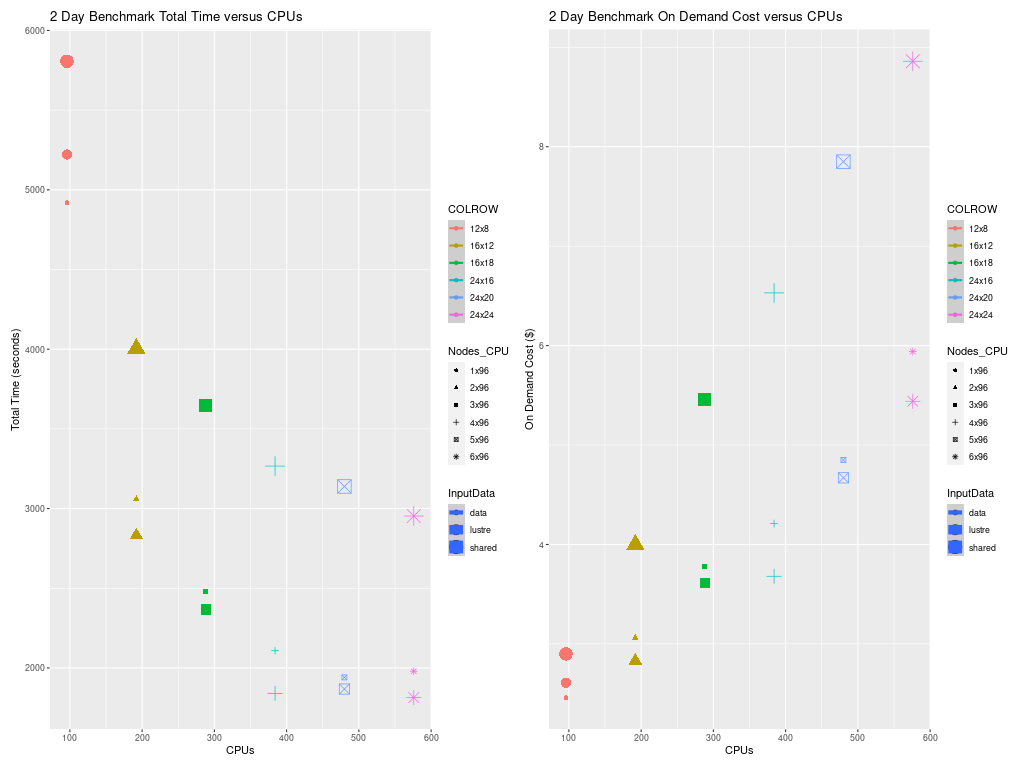 2 Day Benchmark Total Time versus CPUs
6000
5000
4000
3000
2000
Total Time (seconds)
100 200 300 400 500 600
CPUs
COLROW
12x8
16x12
16x18
24x16
24x20
24x24
Nodes_CPU
1x96
2x96
3x96
4x96
5x96
6x96
InputData
data
lustre
shared
2 Day Benchmark On Demand Cost versus CPUs
8
6
4
On Demand Cost ($)
100 200 300 400 500 600
CPUs
COLROW
12x8
16x12
16x18
24x16
24x20
24x24
Nodes_CPU
1x96
2x96
3x96
4x96
5x96
6x96
InputData
data
lustre
shared